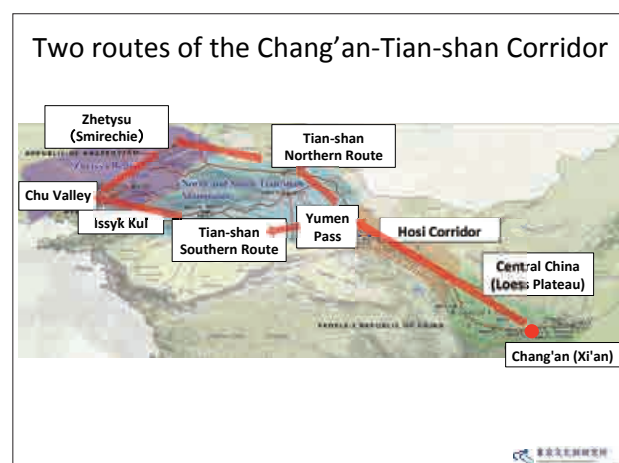 Two routes of the Chang'an-Tian-shan Corridor
Zhetysu
(Smirechie)
Tian-shan
Northern Route
Chu Valley
Issyk Kul
Tian-shan
Southern Route
Yumen
Pass
Hosi Corridor
Central China
(Loess Plateau)
Chang'an (Xi'an)